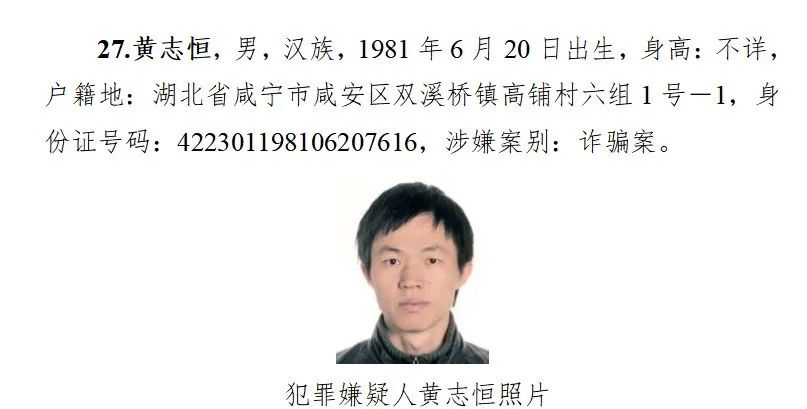 27.黄志恒，男，汉族，1981 年 6 月 20 日出生，身高：不详，
户籍地：湖北省咸宁市咸安区双溪桥镇高铺村六组 1 号－1，身
份证号码：422301198106207616，涉嫌案别：诈骗案。
犯罪嫌疑人黄志恒照片